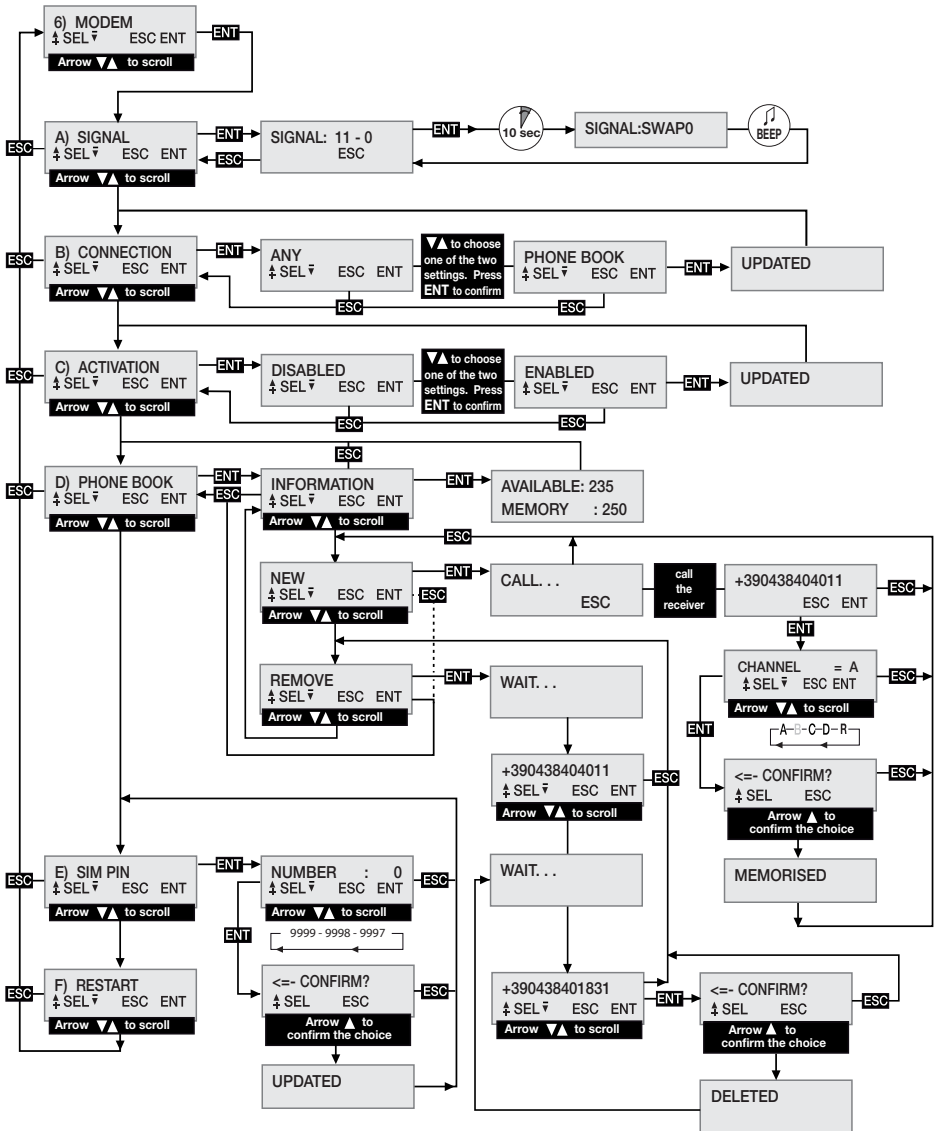 6) MODEM
SEL ESC ENT
Arrow ▼▲ to scroll
ENT
A) SIGNAL
SEL ESC ENT
Arrow ▼▲ to scroll
ESC
ENT
ESC
SIGNAL: 11 - 0
ESC
ENT
10 sec
SIGNAL:SWAP0
BEEP
B) CONNECTION
SEL ESC ENT
Arrow ▼▲ to scroll
ESC
ENT
ANY
SEL ESC ENT
ESC
▼▲ to choose
one of the two
settings. Press
ENT to confirm
PHONE BOOK
SEL ESC ENT
ESC
ENT
UPDATED
C) ACTIVATION
SEL ESC ENT
Arrow ▼▲ to scroll
ESC
ENT
DISABLED
SEL ESC ENT
ESC
▼▲ to choose
one of the two
settings. Press
ENT to confirm
ENABLED
SEL ESC ENT
ESC
ENT
UPDATED
D) PHONE BOOK
SEL ESC ENT
Arrow ▼▲ to scroll
ESC
ENT
ESC
ESC
INFORMATION
SEL ESC ENT
Arrow ▼▲ to scroll
ENT
AVAILABLE: 235
MEMORY : 250
ESC
NEW
SEL ESC ENT
Arrow ▼▲ to scroll
ENT
ESC
CALL. . .
ESC
call
the
receiver
+390438404011
ESC ENT
ESC
ENT
REMOVE
SEL ESC ENT
Arrow ▼▲ to scroll
ENT
WAIT. . .
CHANNEL = A
SEL ESC ENT
Arrow ▼▲ to scroll
ESC
A-B-C-D-R
ENT
+390438404011
SEL ESC ENT
Arrow ▼▲ to scroll
ESC
<=- CONFIRM?
SEL ESC
Arrow ▲ to
confirm the choice
ESC
MEMORISED
E) SIM PIN
SEL ESC ENT
Arrow ▼▲ to scroll
ESC
ENT
NUMBER : 0
SEL ESC ENT
Arrow ▼▲ to scroll
ESC
9999 - 9998 - 9997
ENT
WAIT. . .
F) RESTART
SEL ESC ENT
Arrow ▼▲ to scroll
ESC
<=- CONFIRM?
SEL ESC
Arrow ▲ to
confirm the choice
ESC
UPDATED
+390438401831
SEL ESC ENT
Arrow ▼▲ to scroll
ENT
<=- CONFIRM?
SEL ESC
Arrow ▲ to
confirm the choice
ESC
DELETED